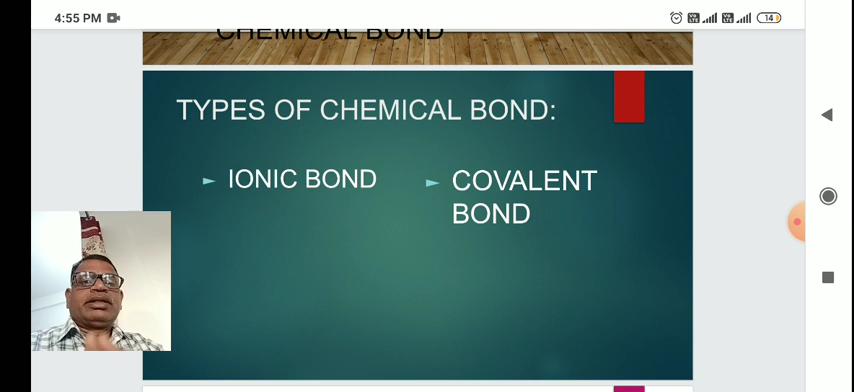 4:55 PM
14
CHEMICAL BOND
TYPES OF CHEMICAL BOND:
► IONIC BOND
► COVALENT
BOND